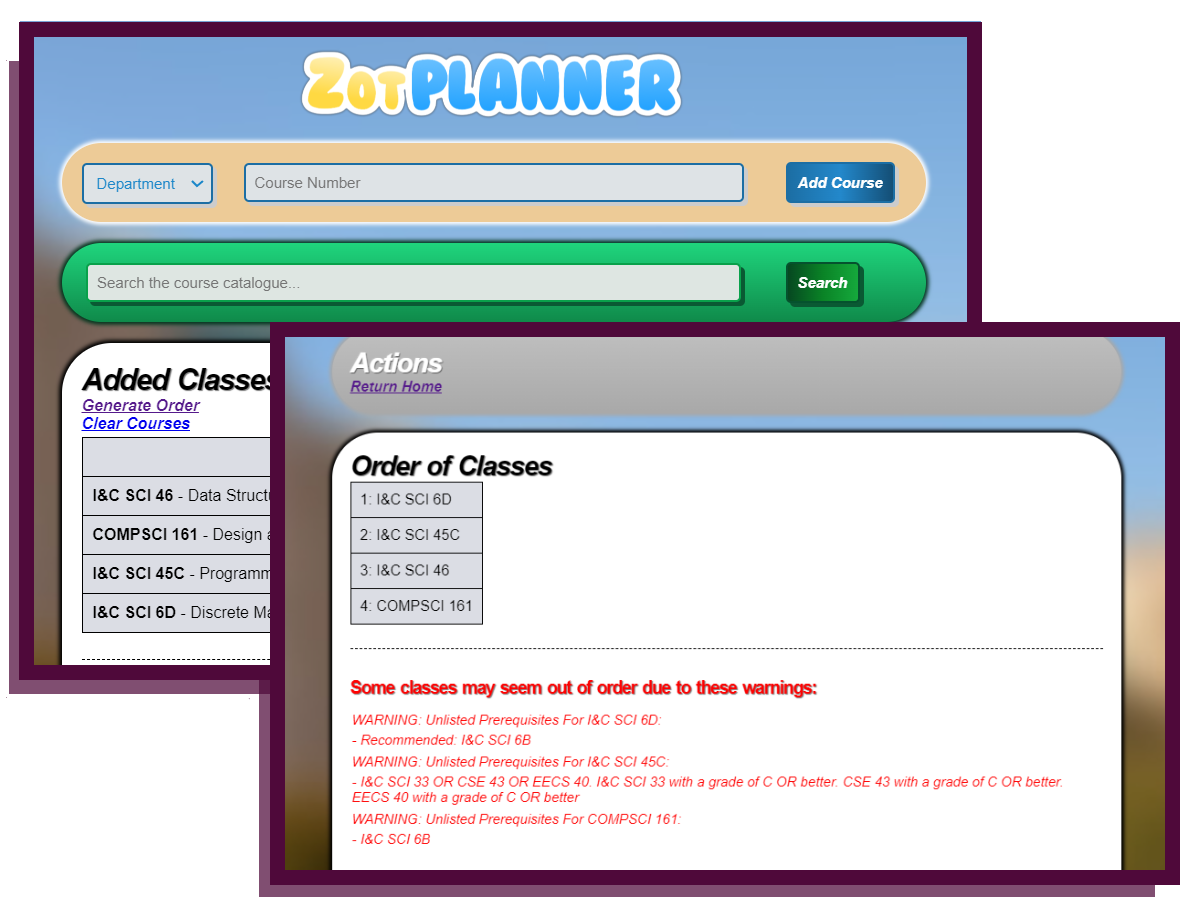 ZotPLANNER
Department
Course Number
Add Course
Search the course catalogue...
Search
Added Classes
Generate Order
Clear Courses
I&C SCI 46 - Data Struct
COMPSCI 161 - Design
I&C SCI 45C - Programm
I&C SCI 6D - Discrete Ma
Actions
Return Home
Order of Classes
1: I&C SCI 6D
2: I&C SCI 45C
3: I&C SCI 46
4: COMPSCI 161
Some classes may seem out of order due to these warnings:
WARNING: Unlisted Prerequisites For I&C SCI 6D:
- Recommended: I&C SCI 6B
WARNING: Unlisted Prerequisites For I&C SCI 45C:
- I&C SCI 33 OR CSE 43 OR EECS 40. I&C SCI 33 with a grade of C OR better. CSE 43 with a grade of C OR better.
EECS 40 with a grade of C OR better
WARNING: Unlisted Prerequisites For COMPSCI 161:
- I&C SCI 6B